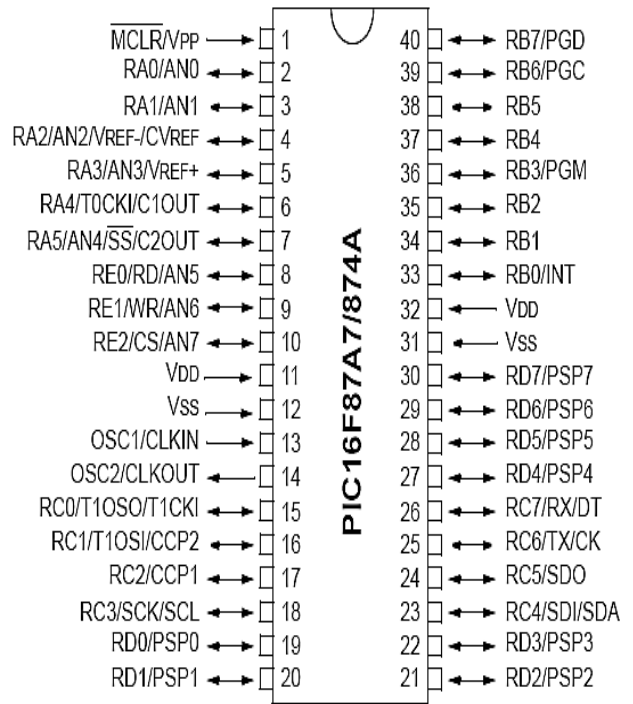 MCLR/VPP 1 40 RB7/PGD
RA0/AN0 2 39 RB6/PGC
RA1/AN1 3 38 RB5
RA2/AN2/VREF-/CVREF 4 37 RB4
RA3/AN3/VREF+ 5 36 RB3/PGM
RA4/T0CKI/C1OUT 6 35 RB2
RA5/AN4/SS/C2OUT 7 34 RB1
RE0/RD/AN5 8 33 RB0/INT
RE1/WR/AN6 9 32 VDD
RE2/CS/AN7 10 31 VSS
VDD 11 30 RD7/PSP7
VSS 12 29 RD6/PSP6
OSC1/CLKIN 13 28 RD5/PSP5
OSC2/CLKOUT 14 27 RD4/PSP4
RC0/T1OSO/T1CKI 15 26 RC7/RX/DT
RC1/T1OSI/CCP2 16 25 RC6/TX/CK
RC2/CCP1 17 24 RC5/SDO
RC3/SCK/SCL 18 23 RC4/SDI/SDA
RD0/PSP0 19 22 RD3/PSP3
RD1/PSP1 20 21 RD2/PSP2
PIC16F87A7/874A